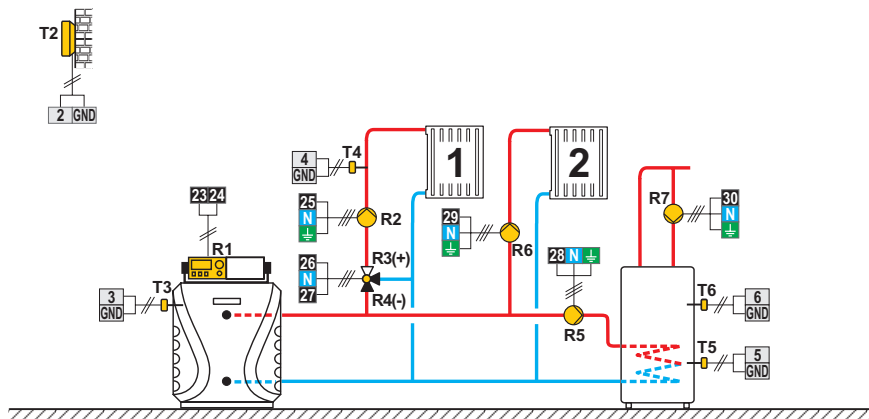 T2
2 GND
4
GND
T4
1
2
23 24
25
N
R2
29
N
R6
R7
30
N
R1
26
N
27
R3(+)
R4(-)
28 N
R5
3
GND
T3
T6
6
GND
T5
5
GND